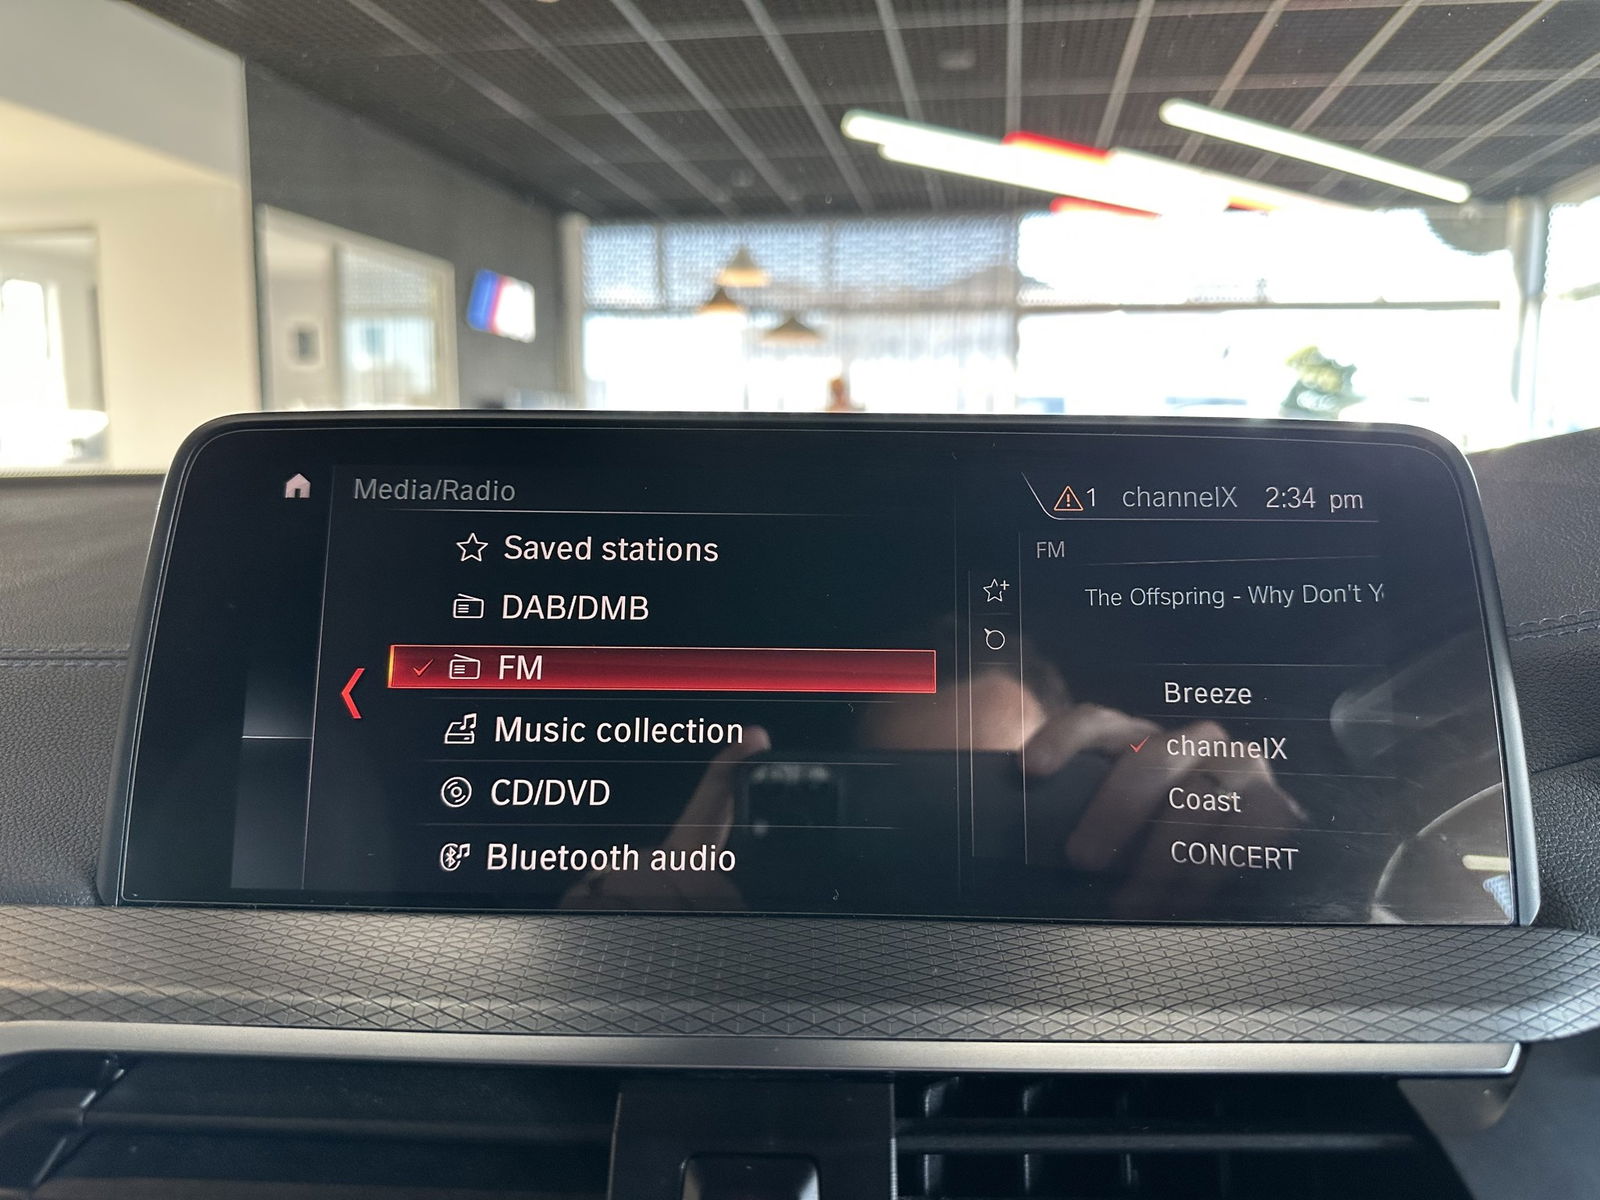 Media/Radio
1 channelX 2:34 pm
Saved stations
DAB/DMB
FM
Music collection
CD/DVD
Bluetooth audio
FM
The Offspring - Why Don't Y
Breeze
channelX
Coast
CONCERT